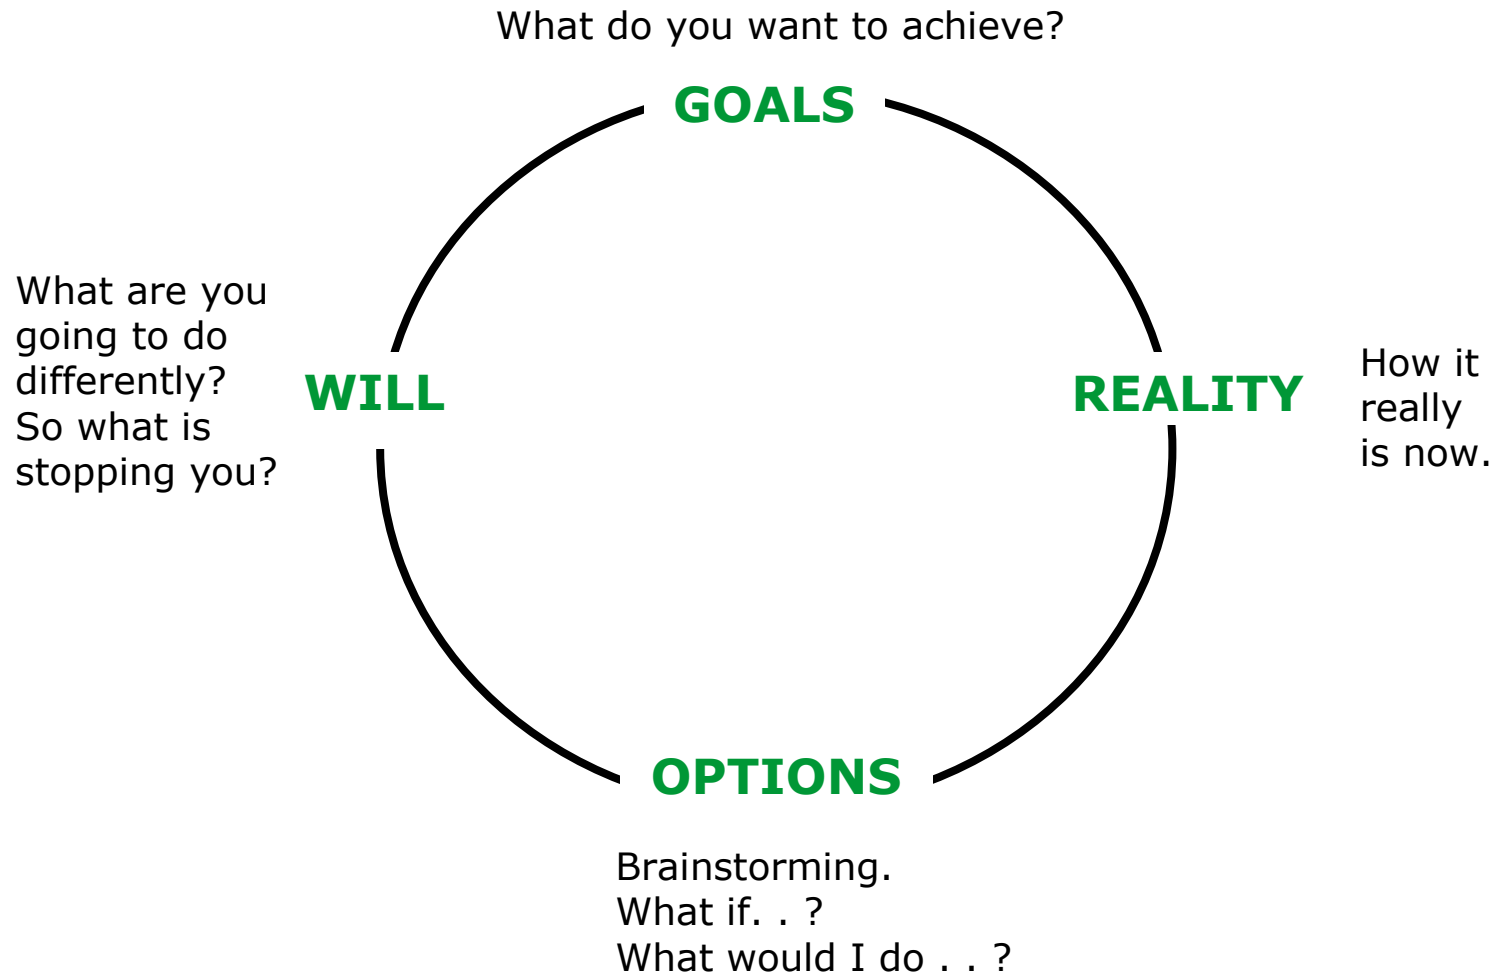 What do you want to achieve?
GOALS
What are you
going to do
differently?
So what is
stopping you?
WILL
REALITY
How it
really
is now.
OPTIONS
Brainstorming.
What if. . ?
What would I do . . ?